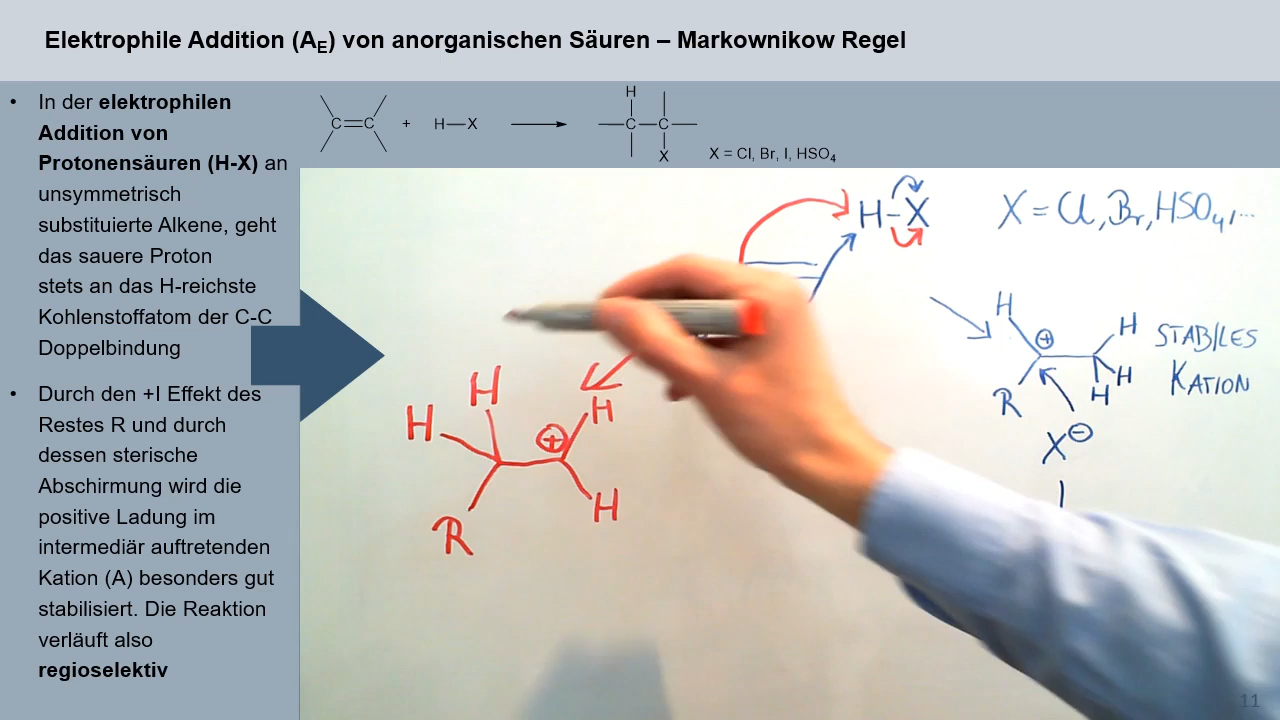 Elektrophile Addition (AE) von anorganischen Säuren – Markownikow Regel
• In der elektrophilen
Addition von
Protonensäuren (H-X) an
unsymmetrisch
substituierte Alkene, geht
das sauere Proton
stets an das H-reichste
Kohlenstoffatom der C-C
Doppelbindung
• Durch den +I Effekt des
Restes R und durch
dessen sterische
Abschirmung wird die
positive Ladung im
intermediär auftretenden
Kation (A) besonders gut
stabilisiert. Die Reaktion
verläuft also
regioselektiv
C=C + H—X
H
C—C
X
X = Cl, Br, I, HSO4
H-X
X = Cl, Br, HSO4, ...
H
⊕
H
H
H
R
STABILES
KATION
X⊖
H
H
⊕
H
H
R
11